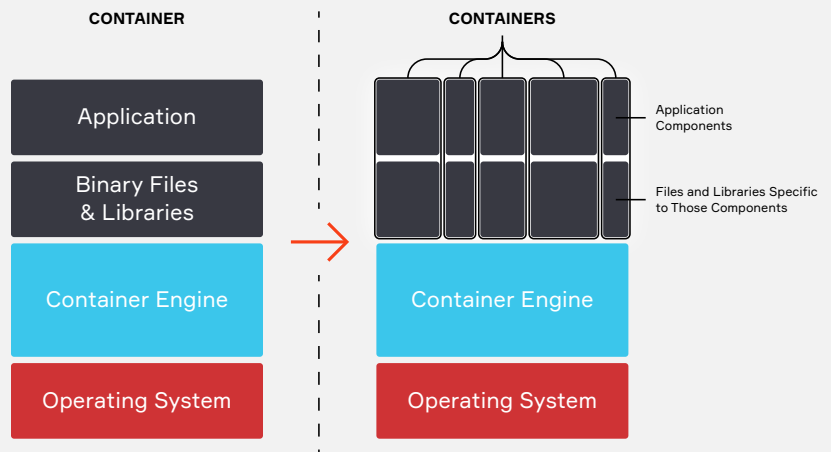 CONTAINER
Application
Binary Files
& Libraries
Container Engine
Operating System
CONTAINERS
Application
Components
Files and Libraries Specific
to Those Components
Container Engine
Operating System